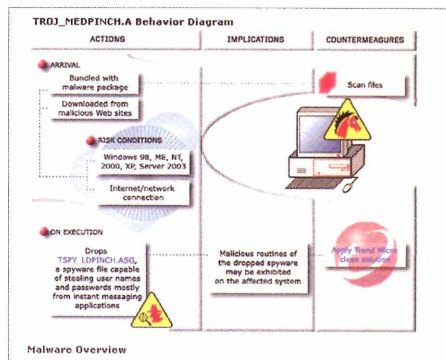 TROJ_MEDPINCH.A Behavior Diagram
ACTIONS
IMPLICATIONS
COUNTERMEASURES
ARRIVAL
Bundled with
malware package
Downloaded from
malicious Web sites
Scan files
RISK CONDITIONS
Windows 98, ME, NT,
2000, XP, Server 2003
Internet/network
connection
ON EXECUTION
Drops
TSPY_LDPINCH.ASG,
a spyware file capable
of stealing user names
and passwords mostly
from instant messaging
applications
Malicious routines of
the dropped spyware
may be exhibited
on the affected system
Apply Trend Micro
clean solution
Malware Overview